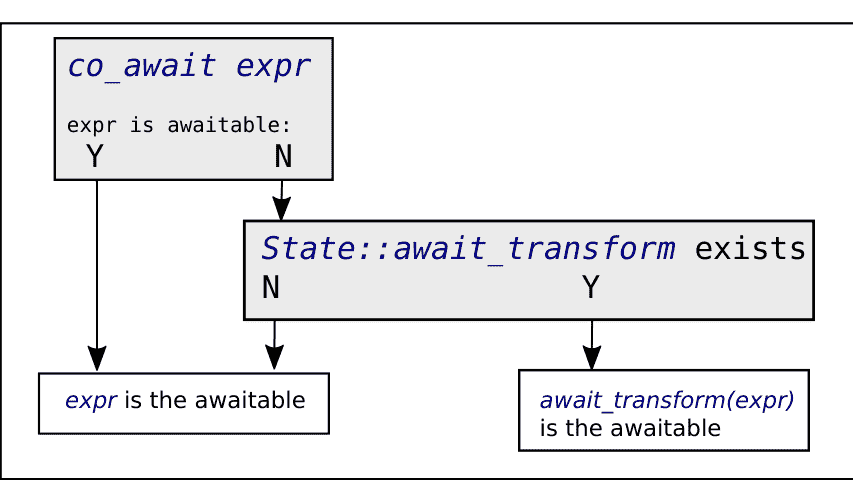 co_await expr
expr is awaitable:
Y N
State::await_transform exists
N Y
expr is the awaitable
await_transform(expr)
is the awaitable